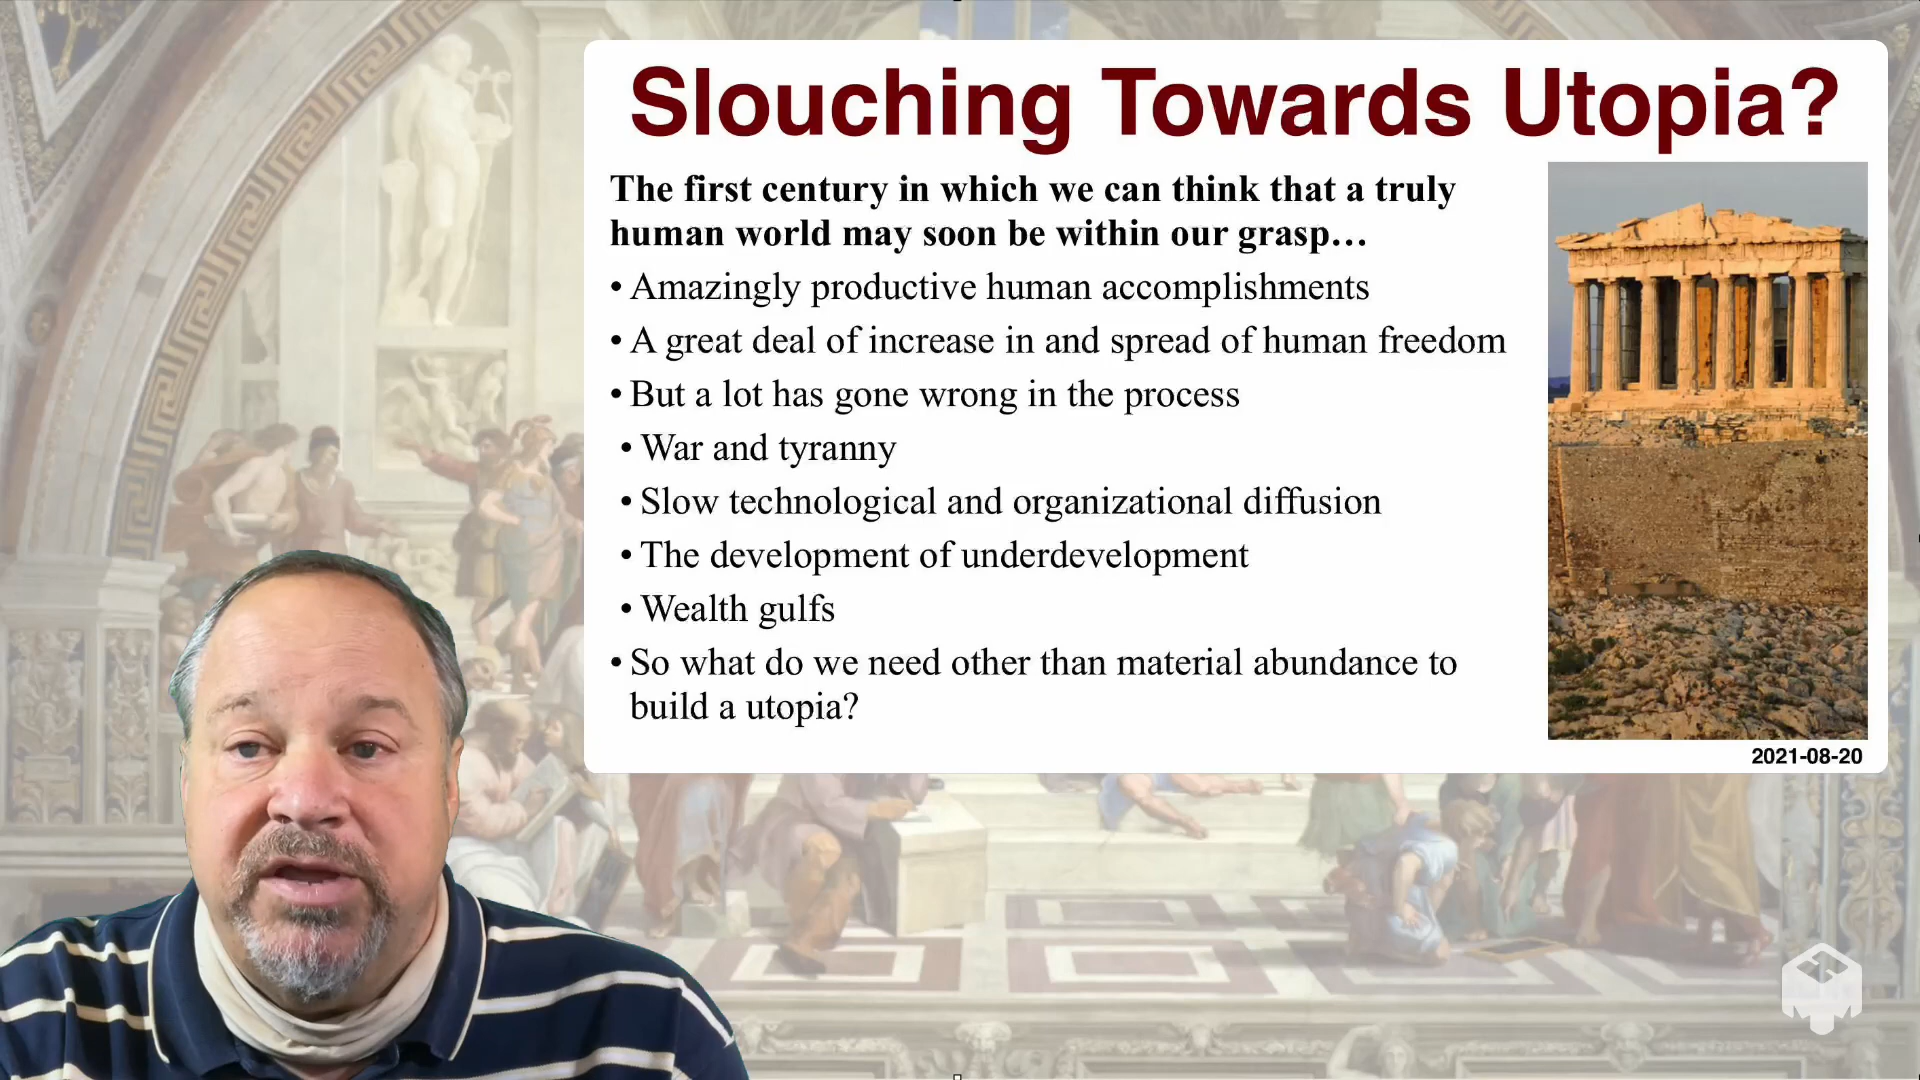 Slouching Towards Utopia?
The first century in which we can think that a truly
human world may soon be within our grasp…
• Amazingly productive human accomplishments
• A great deal of increase in and spread of human freedom
• But a lot has gone wrong in the process
• War and tyranny
• Slow technological and organizational diffusion
• The development of underdevelopment
• Wealth gulfs
• So what do we need other than material abundance to
build a utopia?
2021-08-20